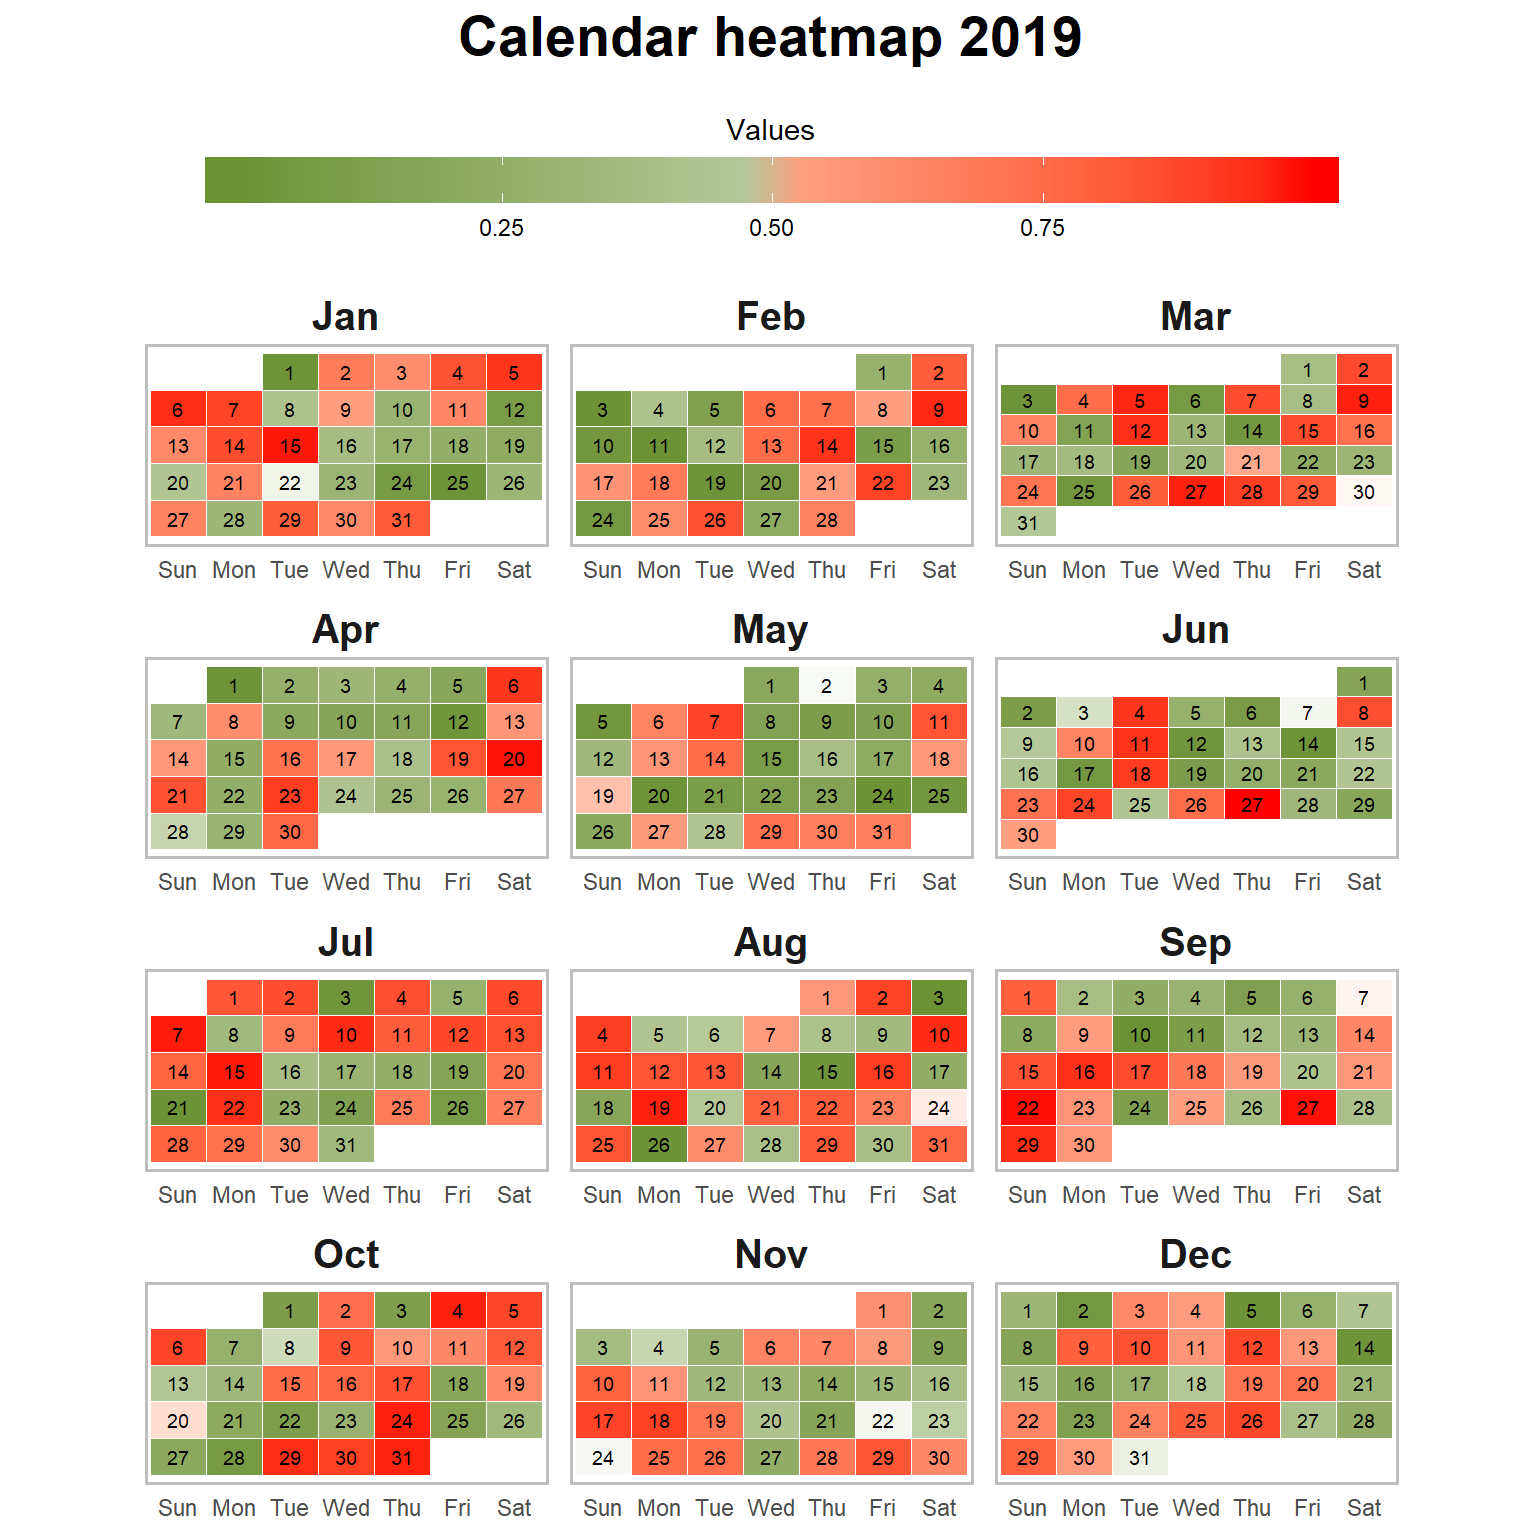 Calendar heatmap 2019
Values
0.25 0.50 0.75
Jan Feb Mar
1 2 3 4 5 1 2 1 2
6 7 8 9 10 11 12 3 4 5 6 7 8 9 3 4 5 6 7 8 9
13 14 15 16 17 18 19 10 11 12 13 14 15 16 10 11 12 13 14 15 16
20 21 22 23 24 25 26 17 18 19 20 21 22 23 17 18 19 20 21 22 23
27 28 29 30 31 24 25 26 27 28 24 25 26 27 28 29 30
31
Sun Mon Tue Wed Thu Fri Sat Sun Mon Tue Wed Thu Fri Sat Sun Mon Tue Wed Thu Fri Sat
Apr May Jun
1 2 3 4 5 6 1 2 3 4 1
7 8 9 10 11 12 13 5 6 7 8 9 10 11 2 3 4 5 6 7 8
14 15 16 17 18 19 20 12 13 14 15 16 17 18 9 10 11 12 13 14 15
21 22 23 24 25 26 27 19 20 21 22 23 24 25 16 17 18 19 20 21 22
28 29 30 26 27 28 29 30 31 23 24 25 26 27 28 29
30
Sun Mon Tue Wed Thu Fri Sat Sun Mon Tue Wed Thu Fri Sat Sun Mon Tue Wed Thu Fri Sat
Jul Aug Sep
1 2 3 4 5 6 1 2 3 1 2 3 4 5 6 7
7 8 9 10 11 12 13 4 5 6 7 8 9 10 8 9 10 11 12 13 14
14 15 16 17 18 19 20 11 12 13 14 15 16 17 15 16 17 18 19 20 21
21 22 23 24 25 26 27 18 19 20 21 22 23 24 22 23 24 25 26 27 28
28 29 30 31 25 26 27 28 29 30 31 29 30
Sun Mon Tue Wed Thu Fri Sat Sun Mon Tue Wed Thu Fri Sat Sun Mon Tue Wed Thu Fri Sat
Oct Nov Dec
1 2 3 4 5 1 2 1 2 3 4 5 6 7
6 7 8 9 10 11 12 3 4 5 6 7 8 9 8 9 10 11 12 13 14
13 14 15 16 17 18 19 10 11 12 13 14 15 16 15 16 17 18 19 20 21
20 21 22 23 24 25 26 17 18 19 20 21 22 23 22 23 24 25 26 27 28
27 28 29 30 31 24 25 26 27 28 29 30 29 30 31
Sun Mon Tue Wed Thu Fri Sat Sun Mon Tue Wed Thu Fri Sat Sun Mon Tue Wed Thu Fri Sat